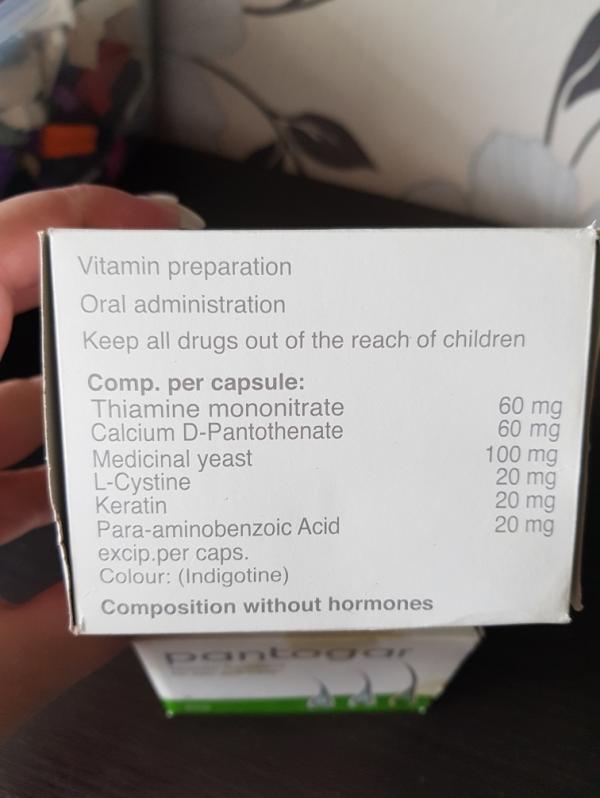 Vitamin preparation
Oral administration
Keep all drugs out of the reach of children
Comp. per capsule:
Thiamine mononitrate 60 mg
Calcium D-Pantothenate 60 mg
Medicinal yeast 100 mg
L-Cystine 20 mg
Keratin 20 mg
Para-aminobenzoic Acid 20 mg
excip.per caps.
Colour: (Indigotine)
Composition without hormones
pantogar